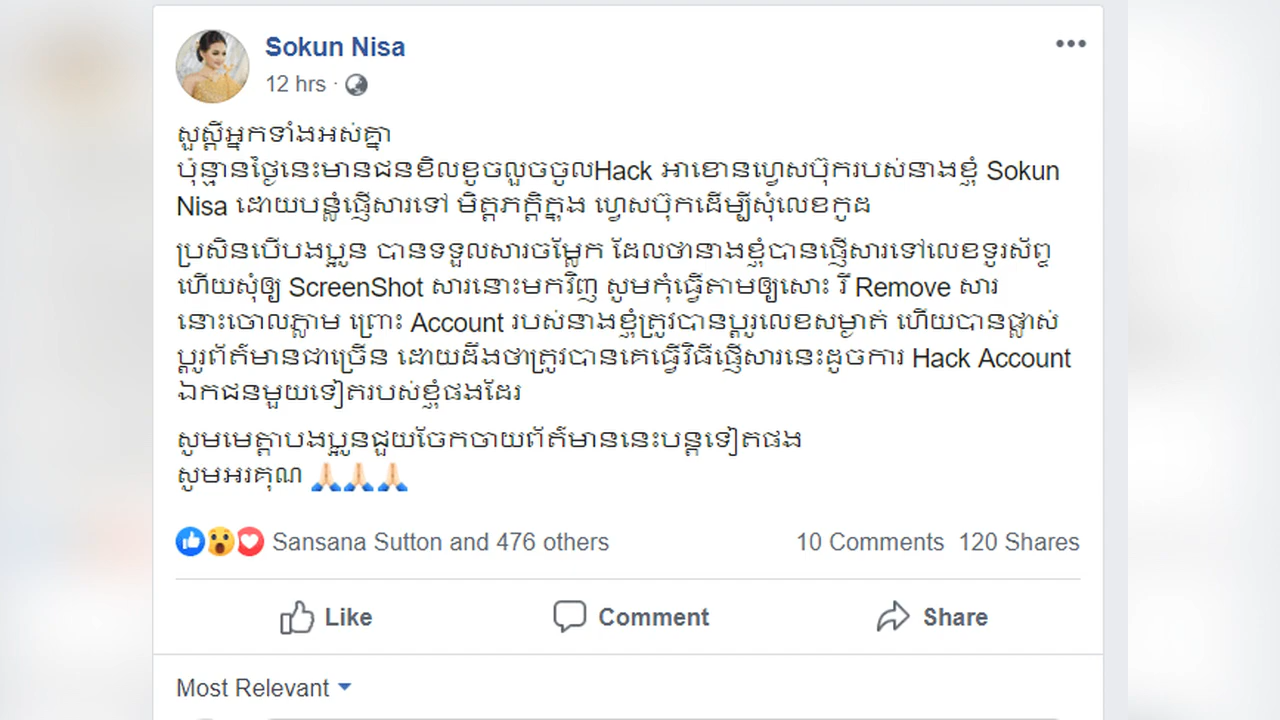 Sokun Nisa
12 hrs ·
សួស្តីអ្នកទាំងអស់គ្នា
ប៉ុន្មានថ្ងៃនេះមានជនខិលខូចលួចចូលHack អាខោនហ្វេសប៊ុករបស់នាងខ្ញុំ Sokun
Nisa ដោយបន្លំផ្ញើសារទៅ មិត្តភក្តិក្នុង ហ្វេសប៊ុកដើម្បីសុំលេខកូដ
ប្រសិនបើបងប្អូន បានទទួលសារចម្លែក ដែលថានាងខ្ញុំបានផ្ញើសារទៅលេខទូរស័ព្ទ
ហើយសុំឲ្យ ScreenShot សារនោះមកវិញ សូមកុំធ្វើតាមឲ្យសោះ រឺ Remove សារ
នោះចោលភ្លាម ព្រោះ Account របស់នាងខ្ញុំត្រូវបានប្តូរលេខសម្ងាត់ ហើយបានផ្លាស់
ប្តូរព័ត៌មានជាច្រើន ដោយដឹងថាត្រូវបានគេធ្វើវិធីផ្ញើសារនេះដូចការ Hack Account
ឯកជនមួយទៀតរបស់ខ្ញុំផងដែរ
សូមមេត្តាបងប្អូនជួយចែកចាយព័ត៌មាននេះបន្តទៀតផង
សូមអរគុណ 🙏🏻🙏🏻🙏🏻
Sansana Sutton and 476 others 10 Comments 120 Shares
Like Comment Share
Most Relevant